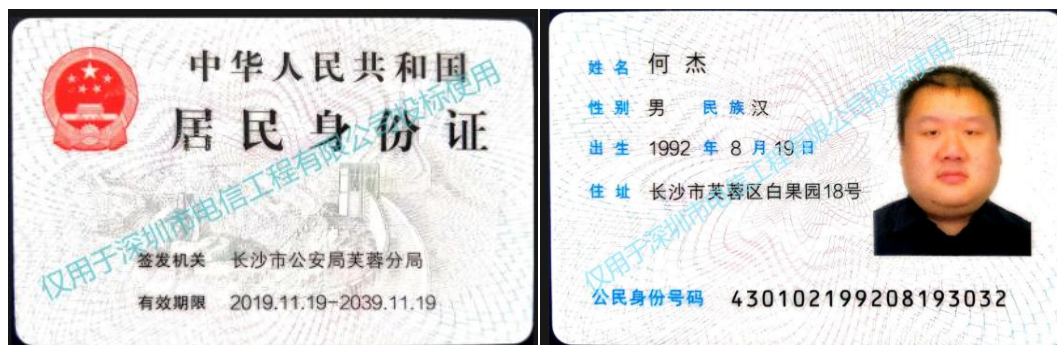 中华人民共和国
居民身份证
签发机关 长沙市公安局芙蓉分局
有效期限 2019.11.19-2039.11.19
仅用于深圳市电信工程有限公司投标使用
姓名 何杰
性别 男 民族 汉
出生 1992 年 8 月 19 日
住址 长沙市芙蓉区白果园18号
公民身份号码 430102199208193032
仅用于深圳市电信工程有限公司投标使用